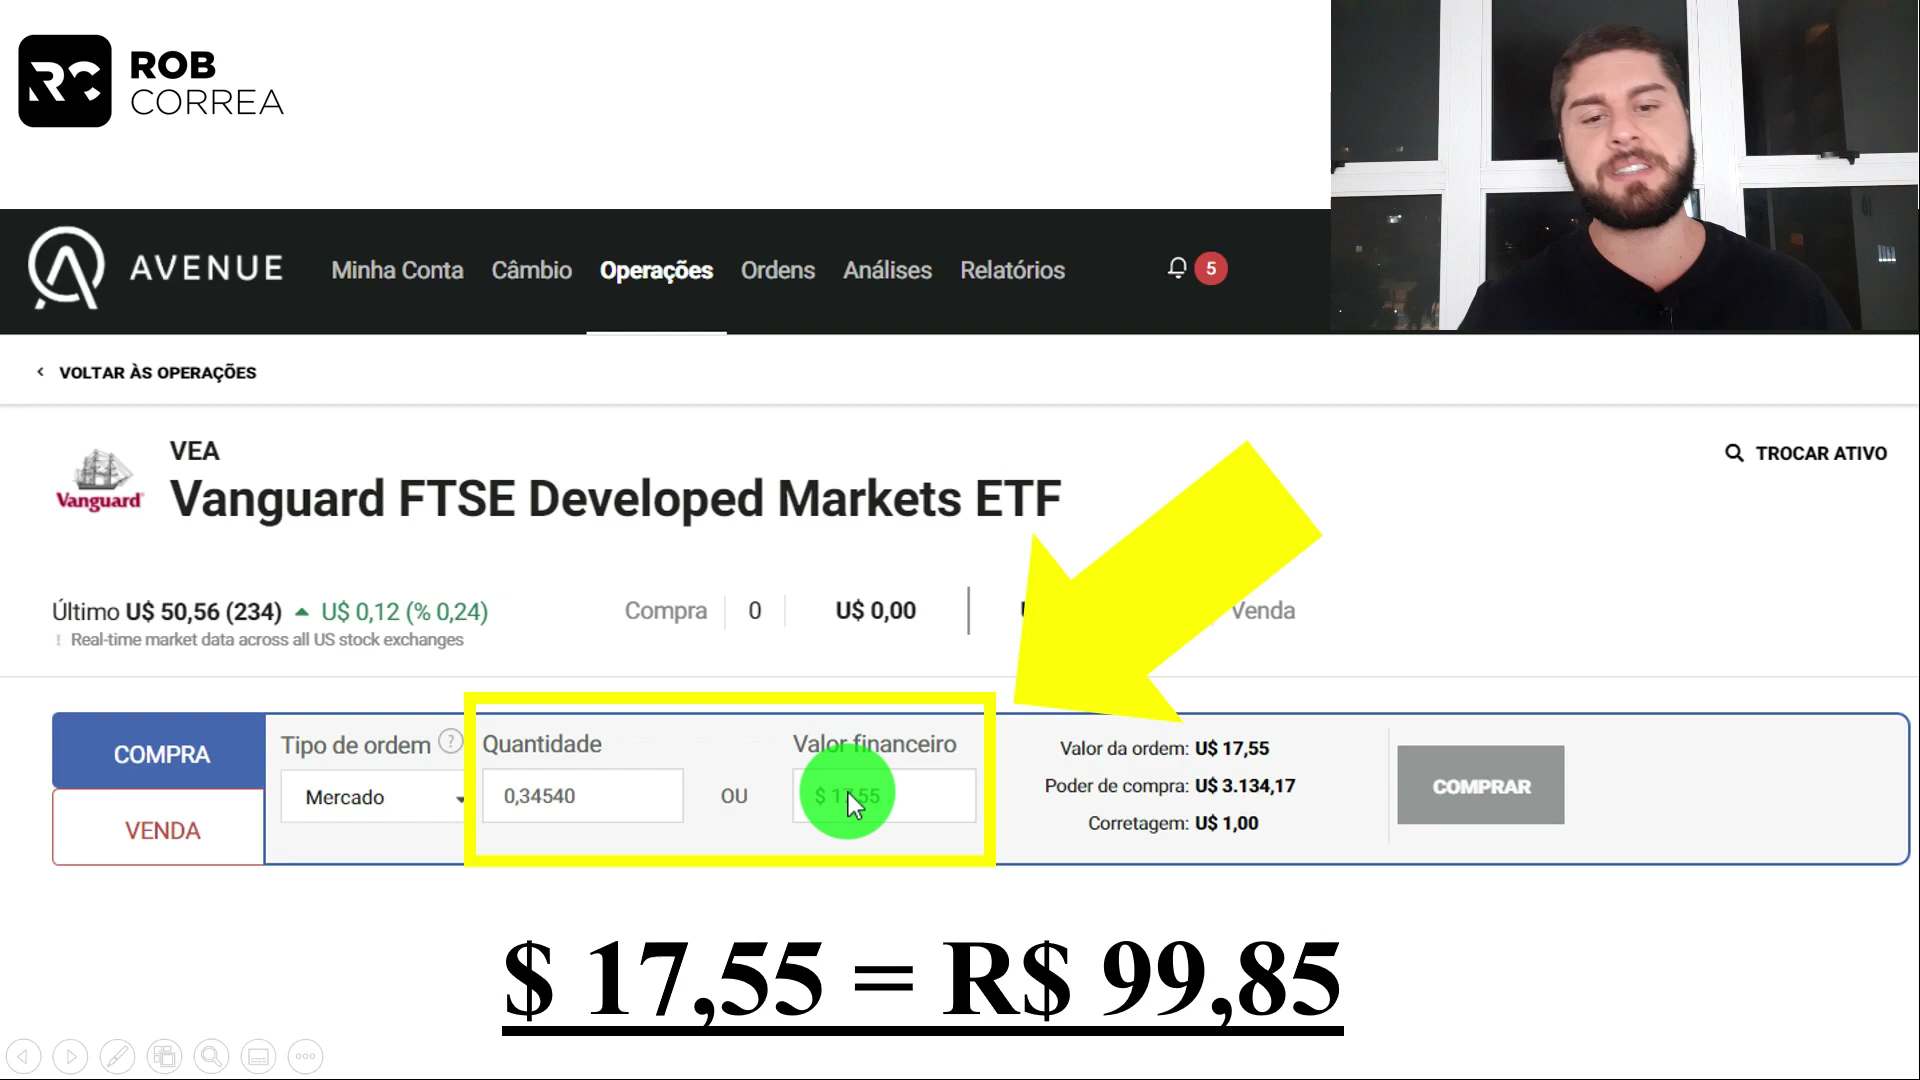 RC ROB
CORREA
AVENUE Minha Conta Câmbio Operações Ordens Análises Relatórios 5
VOLTAR ÀS OPERAÇÕES
VEA
Vanguard
Vanguard FTSE Developed Markets ETF
TROCAR ATIVO
Último U$ 50,56 (234) U$ 0,12 (% 0,24) Compra 0 U$ 0,00 Venda
! Real-time market data across all US stock exchanges
COMPRA
VENDA
Tipo de ordem ?
Mercado
Quantidade
0,34540
OU
Valor financeiro
$ 17,55
Valor da ordem: U$ 17,55
Poder de compra: U$ 3.134,17
Corretagem: U$ 1,00
COMPRAR
$ 17,55 = R$ 99,85